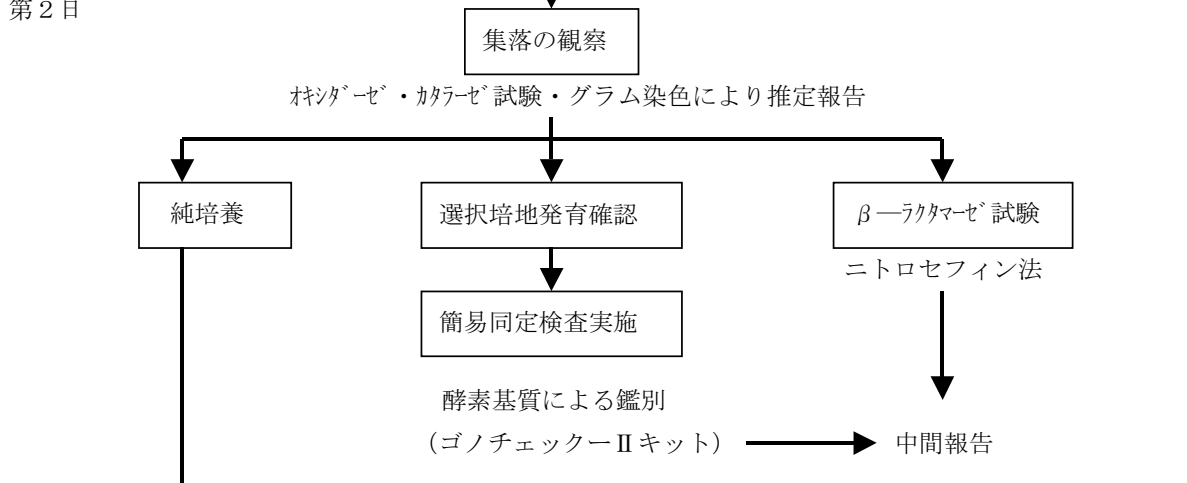 第２日
集落の観察
ｵｷｼﾀﾞｰｾﾞ・ｶﾀﾗｰｾﾞ試験・グラム染色により推定報告
純培養
選択培地発育確認
β―ﾗｸﾀﾏｰｾﾞ試験
ニトロセフィン法
簡易同定検査実施
酵素基質による鑑別
（ゴノチェックーⅡキット）
中間報告